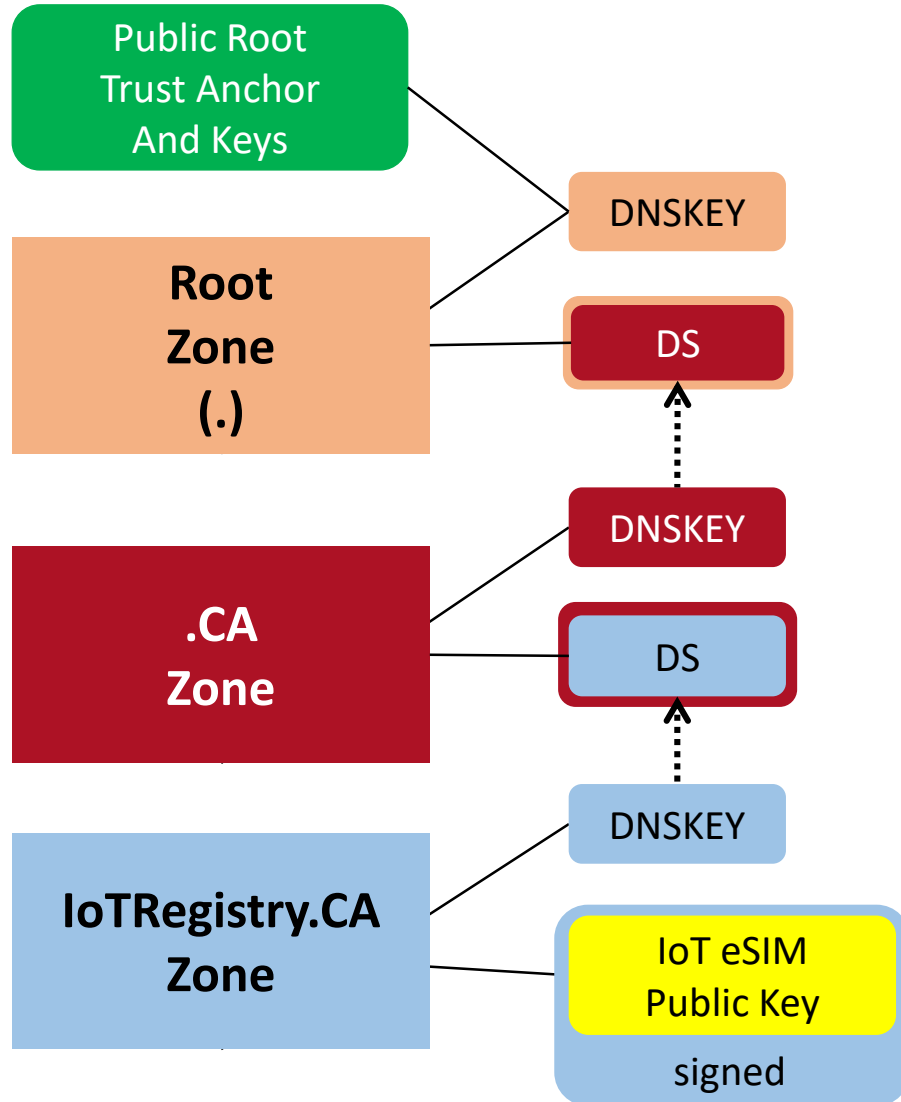 Public Root
Trust Anchor
And Keys
DNSKEY
Root
Zone
(.)
DS
DNSKEY
.CA
Zone
DS
DNSKEY
IoTRegistry.CA
Zone
IoT eSIM
Public Key
signed